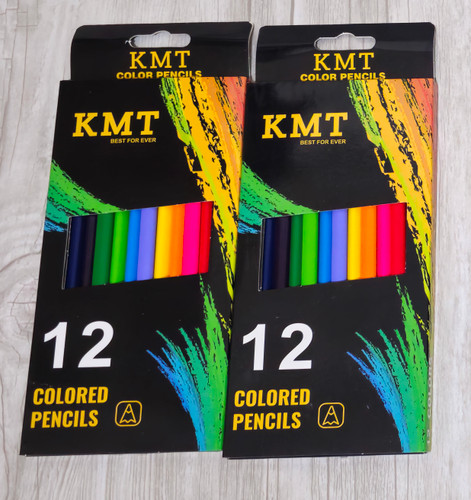 KMT
COLOR PENCILS
KMT
BEST FOR EVER
12
COLORED
PENCILS
KMT
COLOR PENCILS
KMT
BEST FOR EVER
12
COLORED
PENCILS